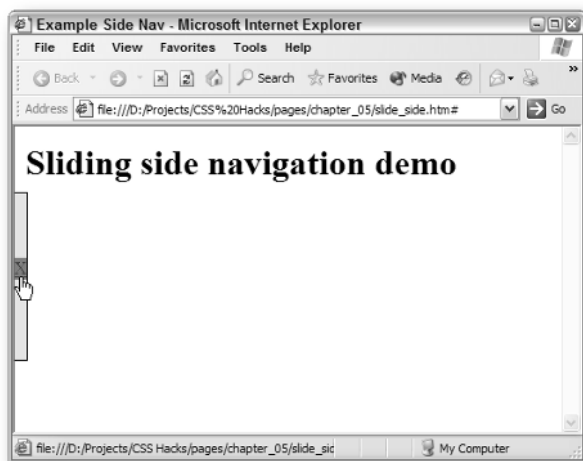 Example Side Nav - Microsoft Internet Explorer
File Edit View Favorites Tools Help
Back Search Favorites Media »
Address file:///D:/Projects/CSS%20Hacks/pages/chapter_05/slide_side.htm# Go
Sliding side navigation demo
X
file:///D:/Projects/CSS Hacks/pages/chapter_05/slide_sid My Computer